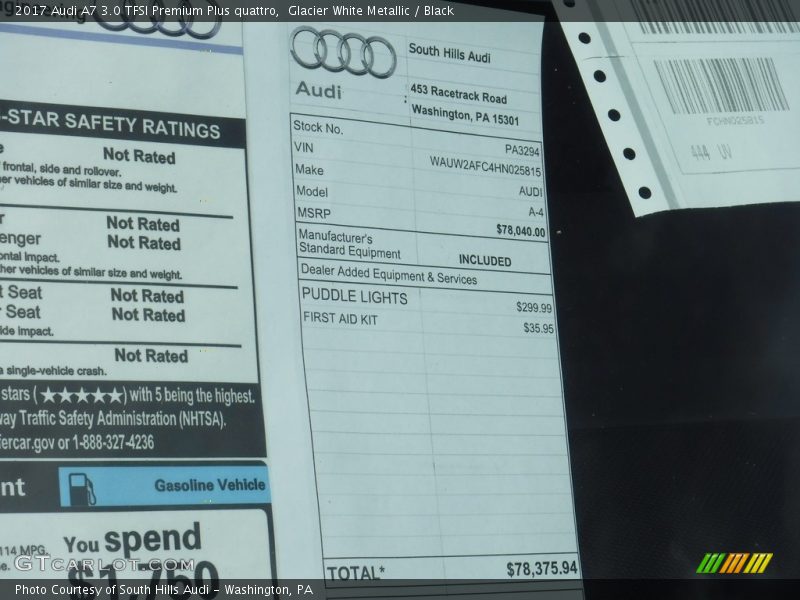 2017 Audi A7 3.0 TFSI Premium Plus quattro,  Glacier White Metallic / Black
-STAR SAFETY RATINGS
Not Rated
frontal, side and rollover.
vehicles of similar size and weight.
Not Rated
enger Not Rated
ontal impact.
her vehicles of similar size and weight.
t Seat Not Rated
r Seat Not Rated
ide impact.
Not Rated
a single-vehicle crash.
stars (★★★★★) with 5 being the highest.
way Traffic Safety Administration (NHTSA).
fercar.gov or 1-888-327-4236
nt
Gasoline Vehicle
114 MPG.
You spend
$1,750
Audi
South Hills Audi
: 453 Racetrack Road
Washington, PA 15301
Stock No. PA3294
VIN WAUW2AFC4HN025815
Make AUDI
Model A-4
MSRP $78,040.00
Manufacturer's
Standard Equipment INCLUDED
Dealer Added Equipment & Services
PUDDLE LIGHTS $299.99
FIRST AID KIT $35.95
TOTAL* $78,375.94
FCHN025815
444 UV
GTCarLot.com
Photo Courtesy of South Hills Audi - Washington, PA